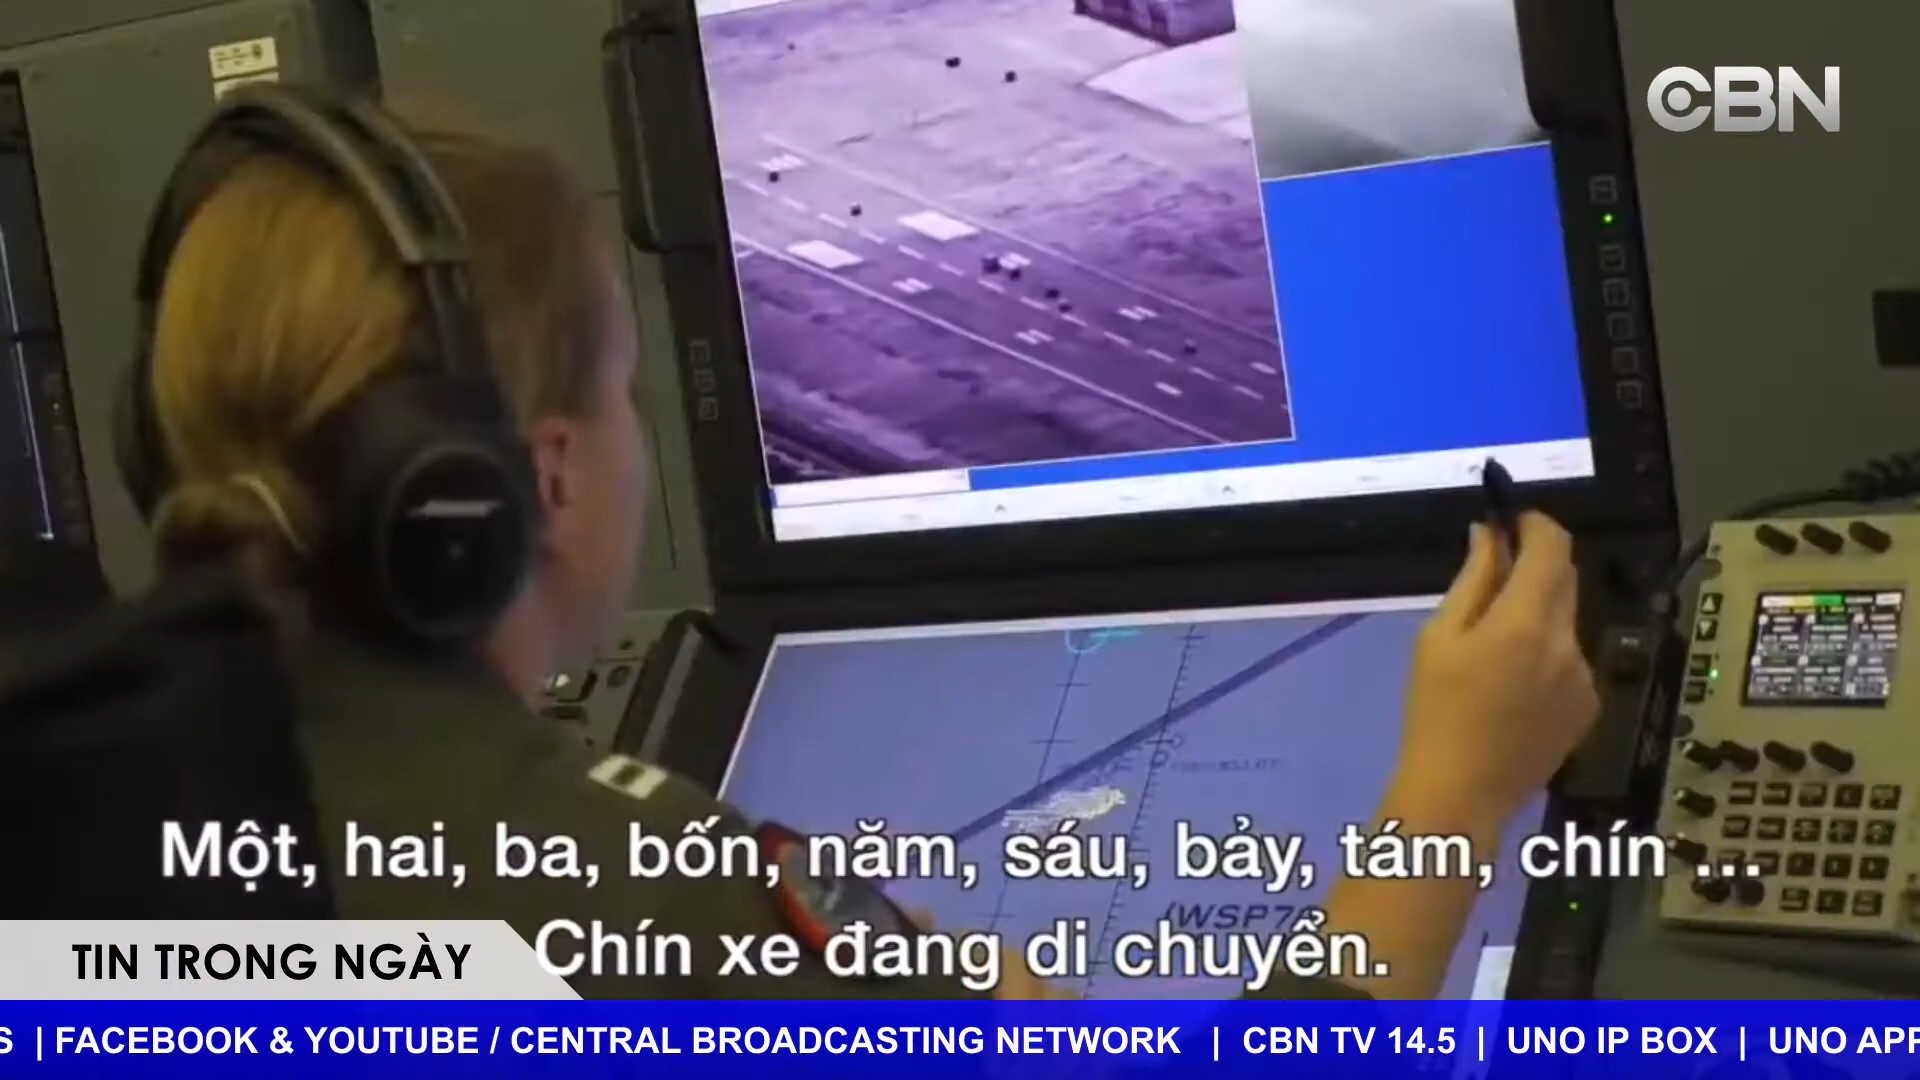 CBN
Một, hai, ba, bốn, năm, sáu, bảy, tám, chín ...
(WSP7
Chín xe đang di chuyển.
TIN TRONG NGÀY
S | FACEBOOK & YOUTUBE / CENTRAL BROADCASTING NETWORK | CBN TV 14.5 | UNO IP BOX | UNO APP